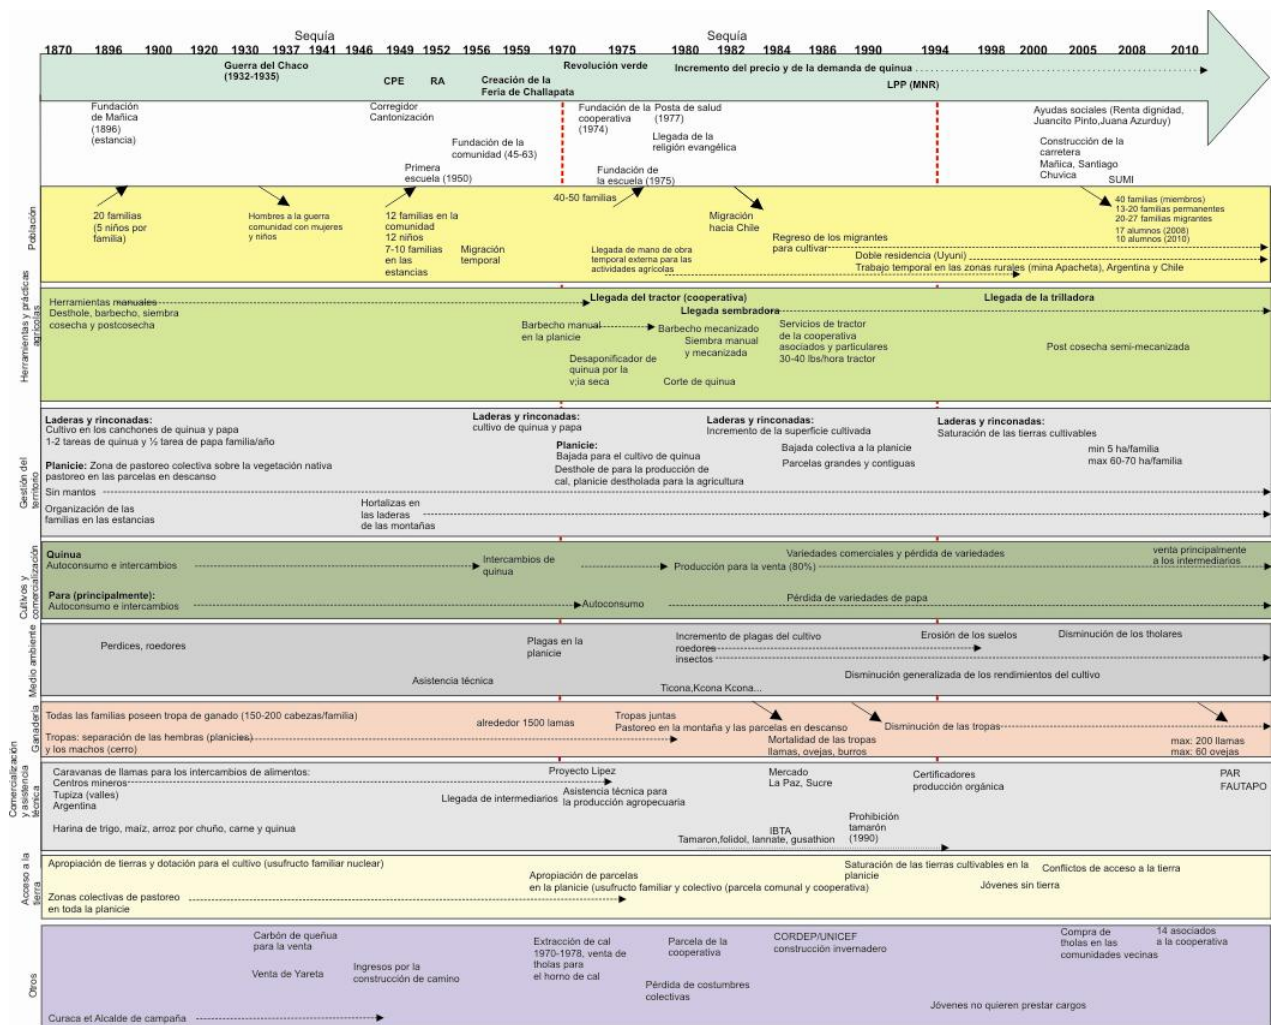 Sequía
Sequía
1870 1896 1900 1920 1930 1937 1941 1946 1949 1952 1956 1959 1970 1975 1980 1982 1984 1986 1990 1994 1998 2000 2005 2008 2010
Guerra del Chaco
(1932-1935)
CPE
RA
Creación de la
Feria de Challapata
Revolución verde
Incremento del precio y de la demanda de quinua
LPP (MNR)
Fundación
de Mañica
(1896)
(estancia)
Corregidor
Cantonización
Fundación de la
comunidad (45-63)
Primera
escuela (1950)
Fundación de la
cooperativa
(1974)
Posta de salud
(1977)
Llegada de la
religión evangélica
Fundación de
la escuela (1975)
Ayudas sociales (Renta dignidad,
Juancito Pinto,Juana Azurduy)
Construcción de la
carretera
Mañica, Santiago
Chuvica
SUMI
Población
20 familias
(5 niños por
familia)
Hombres a la guerra
comunidad con mujeres
y niños
12 familias en la
comunidad
12 niños
7-10 familias
en las
estancias
Migración
temporal
40-50 familias
Llegada de mano de obra
temporal externa para las
actividades agrícolas
Migración
hacia Chile
Regreso de los migrantes
para cultivar
Doble residencia (Uyuni)
Trabajo temporal en las zonas rurales (mina Apacheta), Argentina y Chile
40 familias (miembros)
13-20 familias permanentes
20-27 familias migrantes
17 alumnos (2008)
10 alumnos (2010)
Herramientas y prácticas
agrícolas
Herramientas manuales
Desthole, barbecho, siembra
cosecha y postcosecha
Llegada del tractor (cooperativa)
Llegada sembradora
Llegada de la trilladora
Barbecho manual
en la planicie
Barbecho mecanizado
Siembra manual
y mecanizada
Desaponificador de
quinua por la
v;ia seca
Corte de quinua
Servicios de tractor
de la cooperativa
asociados y particulares
30-40 lbs/hora tractor
Post cosecha semi-mecanizada
Gestión del
territorio
Laderas y rinconadas:
Cultivo en los canchones de quinua y papa
1-2 tareas de quinua y ½ tarea de papa familia/año
Planicie: Zona de pastoreo colectiva sobre la vegetación nativa
pastoreo en las parcelas en descanso
Sin mantos
Organización de las
familias en las estancias
Hortalizas en
las laderas
de las montañas
Laderas y rinconadas:
cultivo de quinua y papa
Planicie:
Bajada para el cultivo de quinua
Desthole de para la producción de
cal, planicie destholada para la agricultura
Laderas y rinconadas:
Incremento de la superficie cultivada
Bajada colectiva a la planicie
Parcelas grandes y contiguas
Laderas y rinconadas:
Saturación de las tierras cultivables
min 5 ha/familia
max 60-70 ha/familia
Cultivos y
comercialización
Quinua
Autoconsumo e intercambios
Intercambios de
quinua
Producción para la venta (80%)
Variedades comerciales y pérdida de variedades
venta principalmente
a los intermediarios
Para (principalmente):
Autoconsumo e intercambios
Autoconsumo
Pérdida de variedades de papa
Medio ambiente
Perdices, roedores
Asistencia técnica
Plagas en la
planicie
Incremento de plagas del cultivo
roedores
insectos
Ticona,Kcona Kcona...
Erosión de los suelos
Disminución de los tholares
Disminución generalizada de los rendimientos del cultivo
Ganadería
Todas las familias poseen tropa de ganado (150-200 cabezas/familia)
Tropas: separación de las hembras (planicies)
y los machos (cerro)
alrededor 1500 lamas
Tropas juntas
Pastoreo en la montaña y las parcelas en descanso
Mortalidad de las tropas
llamas, ovejas, burros
Disminución de las tropas
max: 200 llamas
max: 60 ovejas
Comercialización
y asistencia
técnica
Caravanas de llamas para los intercambios de alimentos:
Centros mineros
Tupiza (valles)
Argentina
Harina de trigo, maíz, arroz por chuño, carne y quinua
Llegada de intermediarios
Proyecto Lipez
Asistencia técnica para
la producción agropecuaria
Mercado
La Paz, Sucre
IBTA
Tamaron,folidol, lannate, gusathion
Prohibición
tamarón
(1990)
Certificadores
producción orgánica
PAR
FAUTAPO
Acceso a la
tierra
Apropiación de tierras y dotación para el cultivo (usufructo familiar nuclear)
Zonas colectivas de pastoreo
en toda la planicie
Apropiación de parcelas
en la planicie (usufructo familiar y colectivo (parcela comunal y cooperativa)
Saturación de las tierras cultivables en la
planicie
Jóvenes sin tierra
Conflictos de acceso a la tierra
Otros
Carbón de queñua
para la venta
Venta de Yareta
Ingresos por la
construcción de camino
Curaca et Alcalde de campaña
Extracción de cal
1970-1978, venta de
tholas para
el horno de cal
Parcela de la
cooperativa
Pérdida de costumbres
colectivas
CORDEP/UNICEF
construcción invernadero
Jóvenes no quieren prestar cargos
Compra de
tholas en las
comunidades vecinas
14 asociados
a la cooperativa